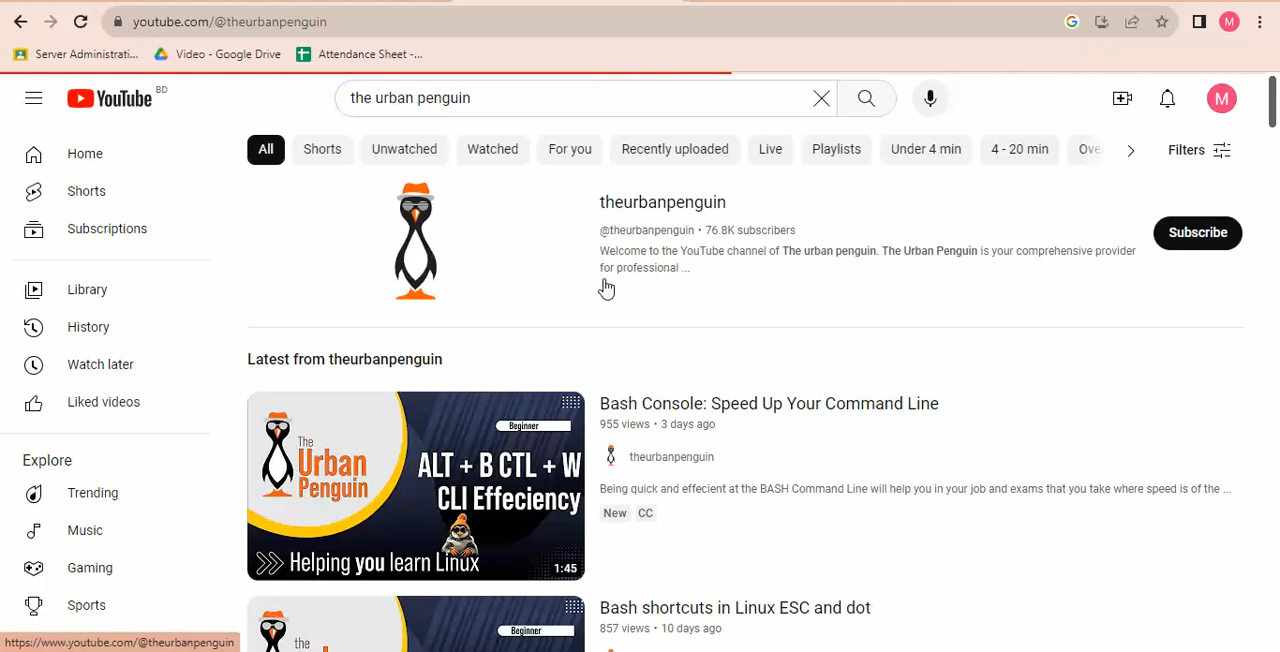 youtube.com/@theurbanpenguin
M
Server Administrati...
Video - Google Drive
Attendance Sheet -...
YouTube BD
the urban penguin
M
Home
Shorts
Subscriptions
Library
History
Watch later
Liked videos
Explore
Trending
Music
Gaming
Sports
https://www.youtube.com/@theurbanpenguin
All Shorts Unwatched Watched For you Recently uploaded Live Playlists Under 4 min 4 - 20 min Ove
Filters
theurbanpenguin
@theurbanpenguin • 76.8K subscribers
Welcome to the YouTube channel of The urban penguin. The Urban Penguin is your comprehensive provider
for professional ...
Subscribe
Latest from theurbanpenguin
Beginner
The
Urban
Penguin
ALT + B CTL + W
CLI Effeciency
Helping you learn Linux
1:45
Bash Console: Speed Up Your Command Line
955 views • 3 days ago
theurbanpenguin
Being quick and effecient at the BASH Command Line will help you in your job and exams that you take where speed is of the ...
New CC
Beginner
the
Bash shortcuts in Linux ESC and dot
857 views • 10 days ago